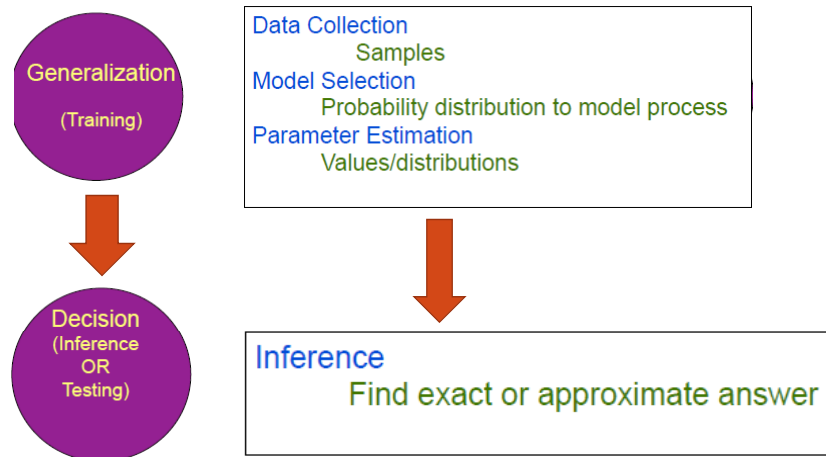 Generalization
(Training)
Data Collection
Samples
Model Selection
Probability distribution to model process
Parameter Estimation
Values/distributions
Decision
(Inference
OR
Testing)
Inference
Find exact or approximate answer